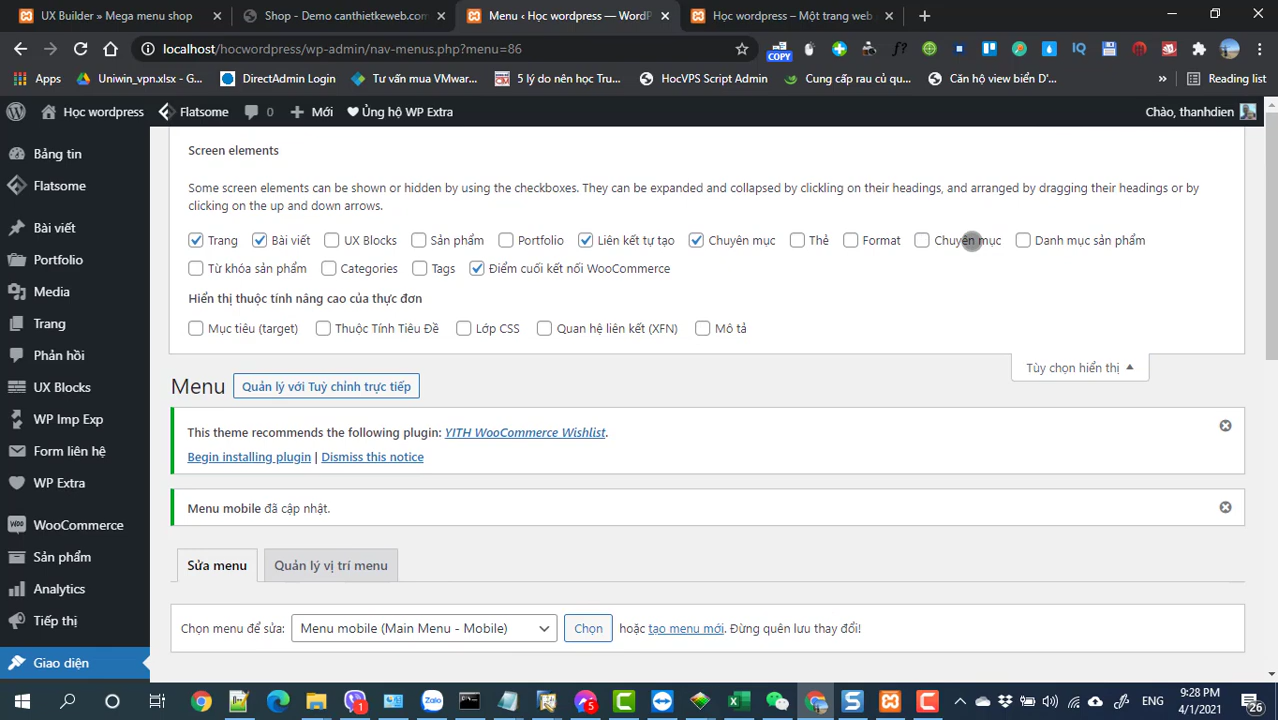 UX Builder » Mega menu shop
Shop - Demo canthietkeweb.com
Menu ‹ Học wordpress — WordP
Học wordpress – Một trang web
localhost/hocwordpress/wp-admin/nav-menus.php?menu=86
COPY
f?
IQ
Apps
Uniwin_vpn.xlsx - G...
DirectAdmin Login
Tư vấn mua VMwar...
5 lý do nên học Tru...
HocVPS Script Admin
Cung cấp rau củ qu...
Căn hộ view biển D'...
»
Reading list
Học wordpress
Flatsome
0
Mới
Ủng hộ WP Extra
Chào, thanhdien
Bảng tin
Flatsome
Bài viết
Portfolio
Media
Trang
Phản hồi
UX Blocks
WP Imp Exp
Form liên hệ
WP Extra
WooCommerce
Sản phẩm
Analytics
Tiếp thị
Giao diện
Screen elements
Some screen elements can be shown or hidden by using the checkboxes. They can be expanded and collapsed by clickling on their headings, and arranged by dragging their headings or by
clicking on the up and down arrows.
Trang Bài viết UX Blocks Sản phẩm Portfolio Liên kết tự tạo Chuyên mục Thẻ Format Chuyên mục Danh mục sản phẩm
Từ khóa sản phẩm Categories Tags Điểm cuối kết nối WooCommerce
Hiển thị thuộc tính nâng cao của thực đơn
Mục tiêu (target) Thuộc Tính Tiêu Đề Lớp CSS Quan hệ liên kết (XFN) Mô tả
Tùy chọn hiển thị
Menu Quản lý với Tuỳ chỉnh trực tiếp
This theme recommends the following plugin: YITH WooCommerce Wishlist.
Begin installing plugin | Dismiss this notice
Menu mobile đã cập nhật.
Sửa menu Quản lý vị trí menu
Chọn menu để sửa: Menu mobile (Main Menu - Mobile) Chọn hoặc tạo menu mới. Đừng quên lưu thay đổi!
1
Zalo
5
ENG
9:28 PM
4/1/2021
26